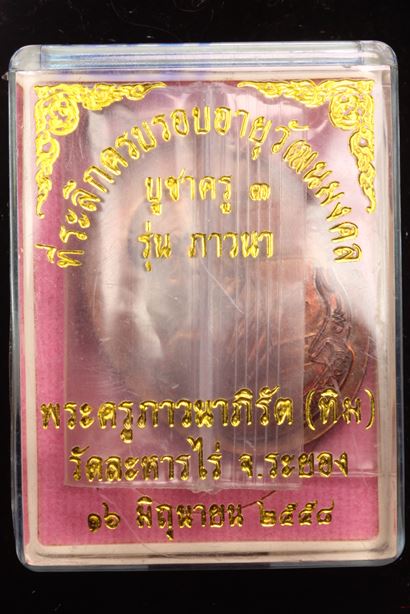 ที่ระลึกครบรอบอายุวัฒนมงคล
บูชาครู ๓
รุ่น ภาวนา
พระครูภาวนาภิรัต (ทิม)
วัดละหารไร่ จ.ระยอง
๑๖ มิถุนายน ๒๕๕๘